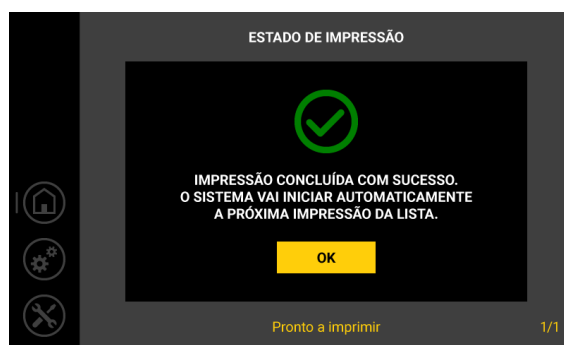 ESTADO DE IMPRESSÃO
IMPRESSÃO CONCLUÍDA COM SUCESSO.
O SISTEMA VAI INICIAR AUTOMATICAMENTE
A PRÓXIMA IMPRESSÃO DA LISTA.
OK
Pronto a imprimir 1/1